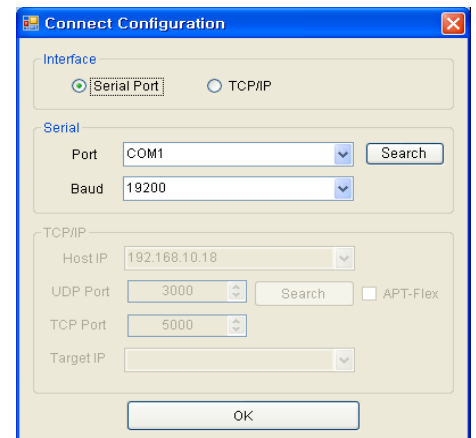 Connect Configuration
Interface
Serial Port TCP/IP
Serial
Port COM1 Search
Baud 19200
TCP/IP
Host IP 192.168.10.18
UDP Port 3000 Search APT-Flex
TCP Port 5000
Target IP
OK